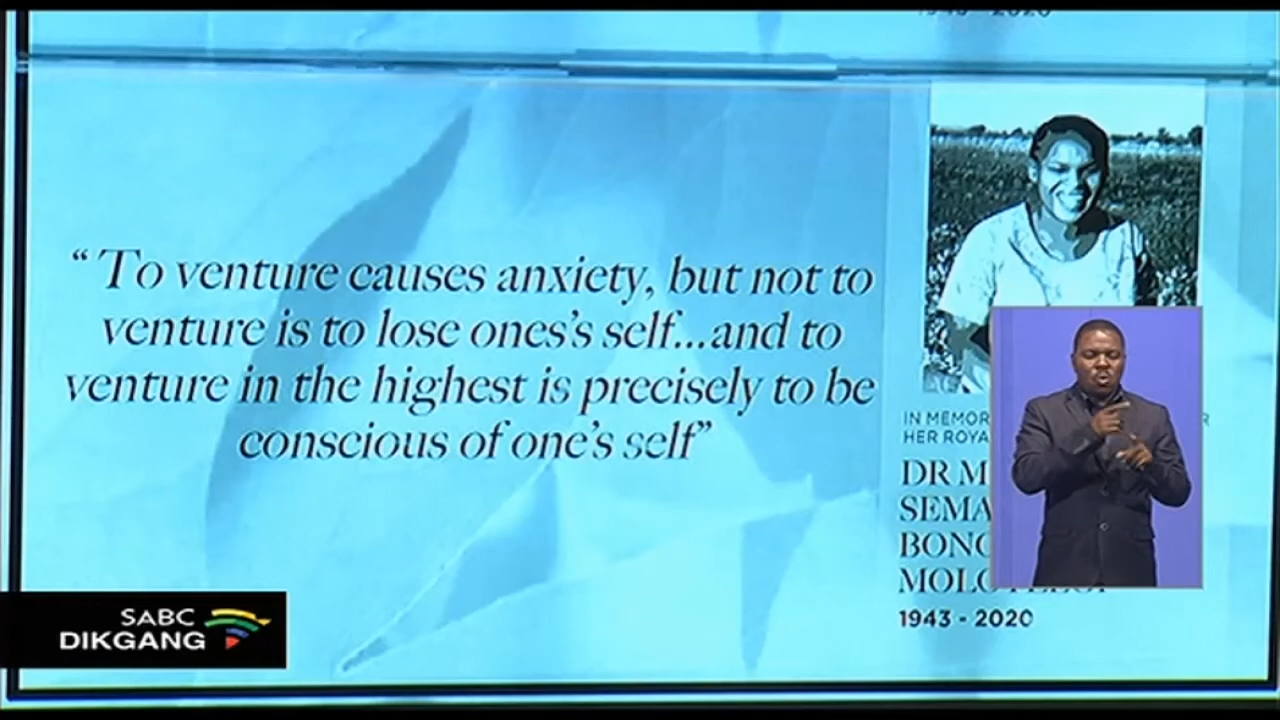 “ To venture causes anxiety, but not to
venture is to lose ones’s self...and to
venture in the highest is precisely to be
conscious of one’s self”
IN MEMOR
HER ROYA
DR M
SEMA
BONO
MOLO
1943 - 2020
SABC
DIKGANG